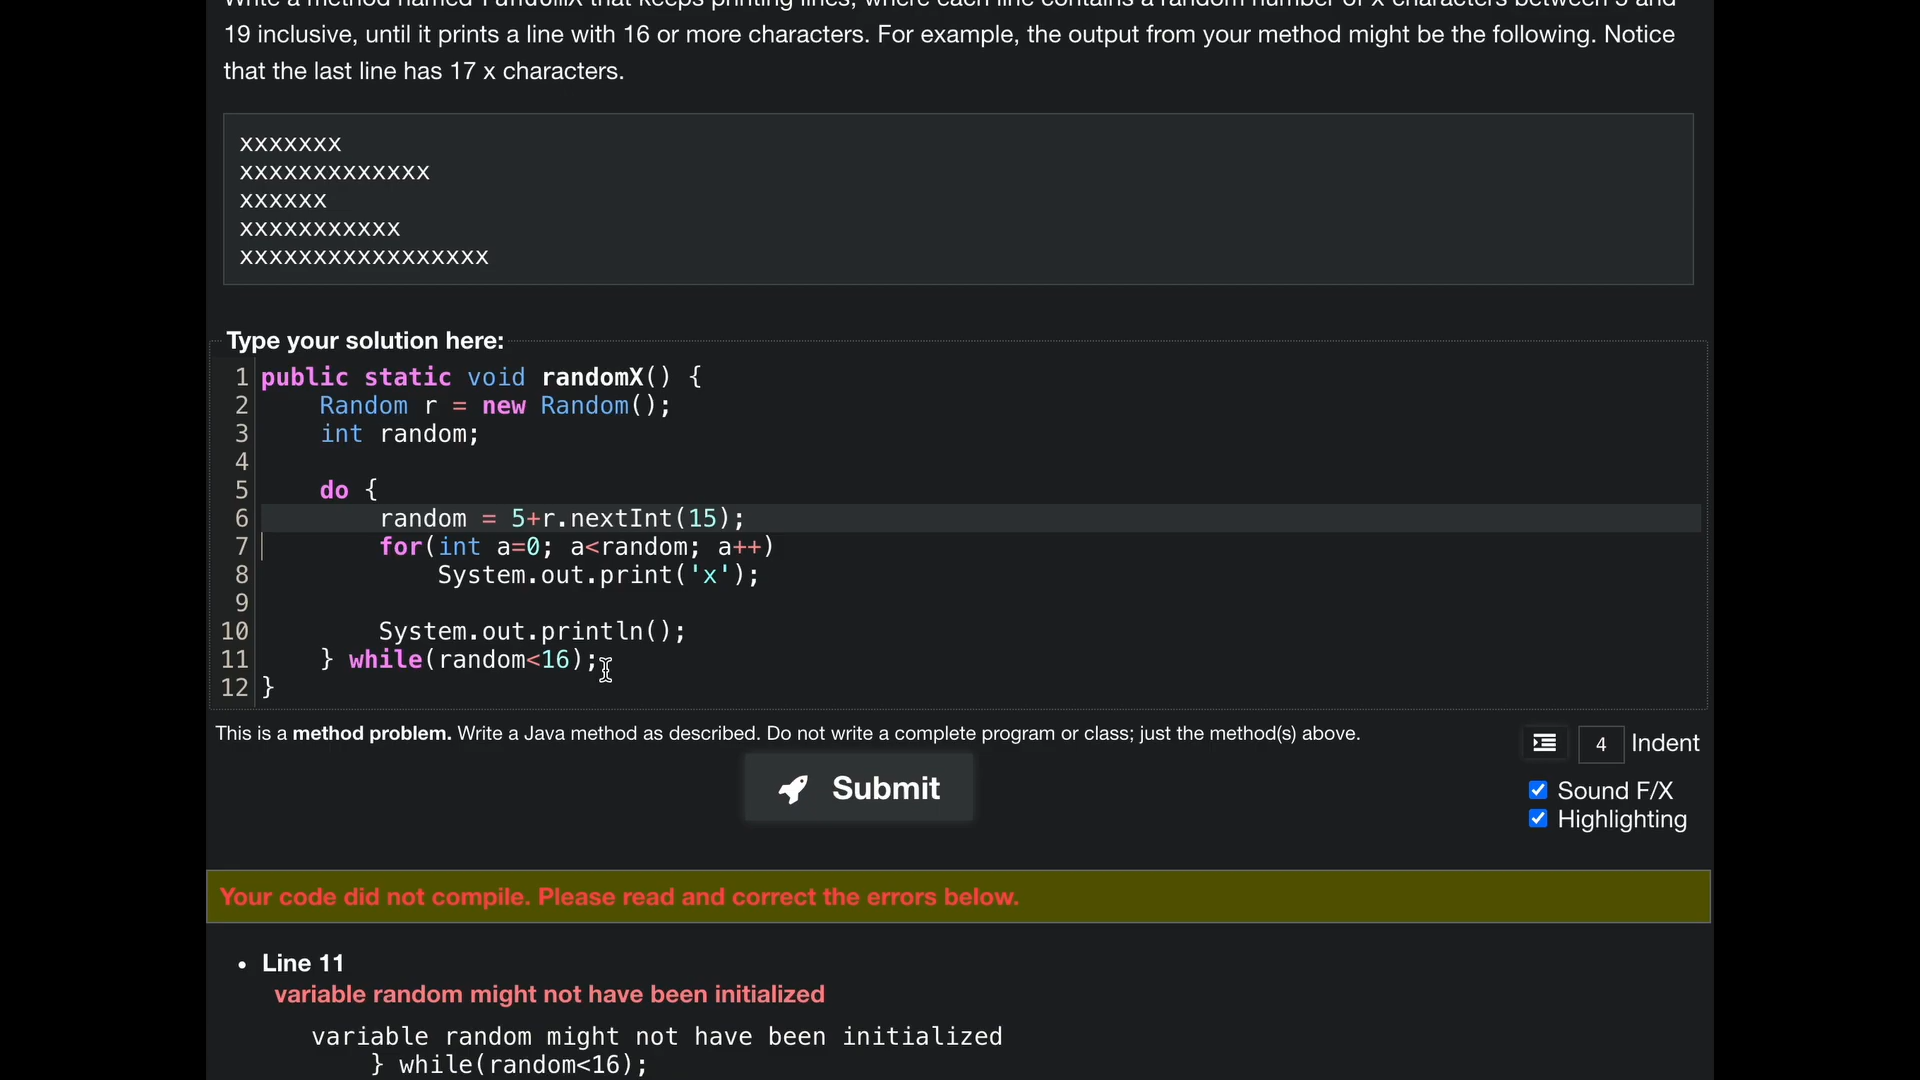 19 inclusive, until it prints a line with 16 or more characters. For example, the output from your method might be the following. Notice
that the last line has 17 x characters.
xxxxxxx
xxxxxxxxxxxxx
xxxxxx
xxxxxxxxxxx
xxxxxxxxxxxxxxxxx
Type your solution here:
1 public static void randomX() {
2     Random r = new Random();
3     int random;
4
5     do {
6         random = 5+r.nextInt(15);
7         for(int a=0; a<random; a++)
8             System.out.print('x');
9
10         System.out.println();
11     } while(random<16);
12 }
This is a method problem. Write a Java method as described. Do not write a complete program or class; just the method(s) above.
4 Indent
Submit
Sound F/X
Highlighting
Your code did not compile. Please read and correct the errors below.
• Line 11
variable random might not have been initialized
variable random might not have been initialized
} while(random<16);